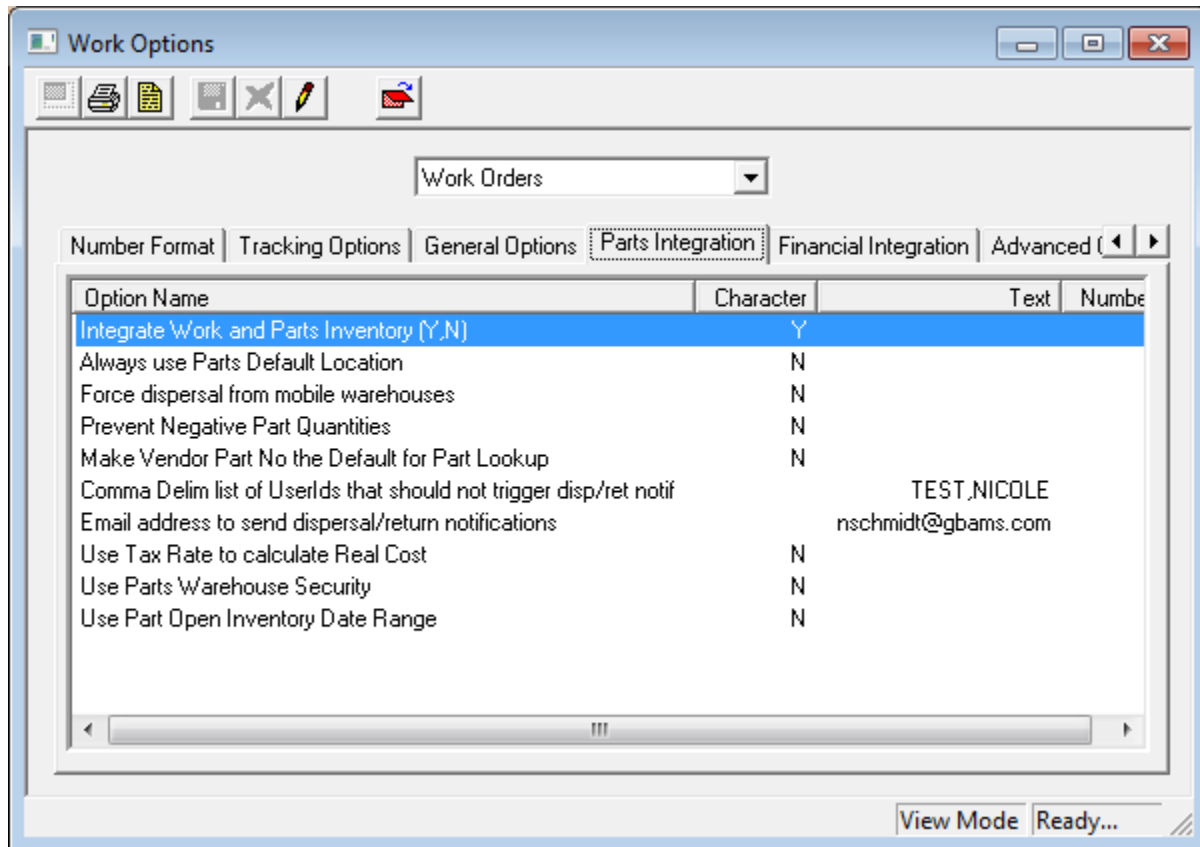 Work Options
Work Orders
Number Format Tracking Options General Options Parts Integration Financial Integration Advanced
Option Name Character Text Numbe
Integrate Work and Parts Inventory (Y,N) Y
Always use Parts Default Location N
Force dispersal from mobile warehouses N
Prevent Negative Part Quantities N
Make Vendor Part No the Default for Part Lookup N
Comma Delim list of UserIds that should not trigger disp/ret notif TEST,NICOLE
Email address to send dispersal/return notifications nschmidt@gbams.com
Use Tax Rate to calculate Real Cost N
Use Parts Warehouse Security N
Use Part Open Inventory Date Range N
View Mode Ready...